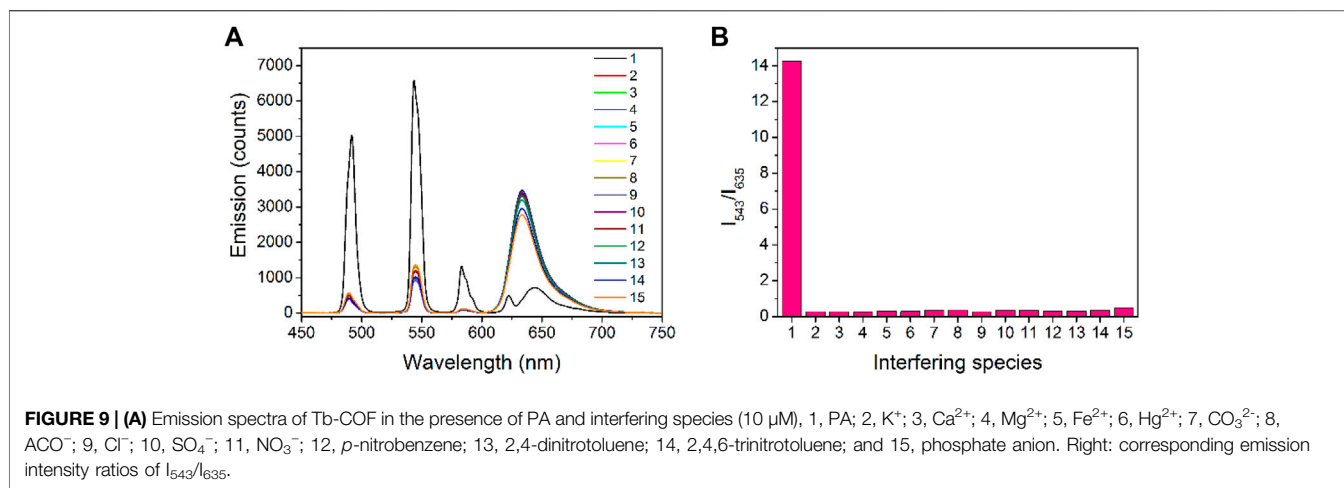 A
B
7000
6000
5000
4000
3000
2000
1000
0
Emission (counts)
450 500 550 600 650 700 750
Wavelength (nm)
1
2
3
4
5
6
7
8
9
10
11
12
13
14
15
14
12
10
8
6
4
2
0
I543/I635
1 2 3 4 5 6 7 8 9 10 11 12 13 14 15
Interfering species
FIGURE 9 | (A) Emission spectra of Tb-COF in the presence of PA and interfering species (10 μM), 1, PA; 2, K⁺; 3, Ca²⁺; 4, Mg²⁺; 5, Fe²⁺; 6, Hg²⁺; 7, CO₃²⁻; 8,
ACO⁻; 9, Cl⁻; 10, SO₄⁻; 11, NO₃⁻; 12, p-nitrobenzene; 13, 2,4-dinitrotoluene; 14, 2,4,6-trinitrotoluene; and 15, phosphate anion. Right: corresponding emission
intensity ratios of I₅₄₃/I₆₃₅.